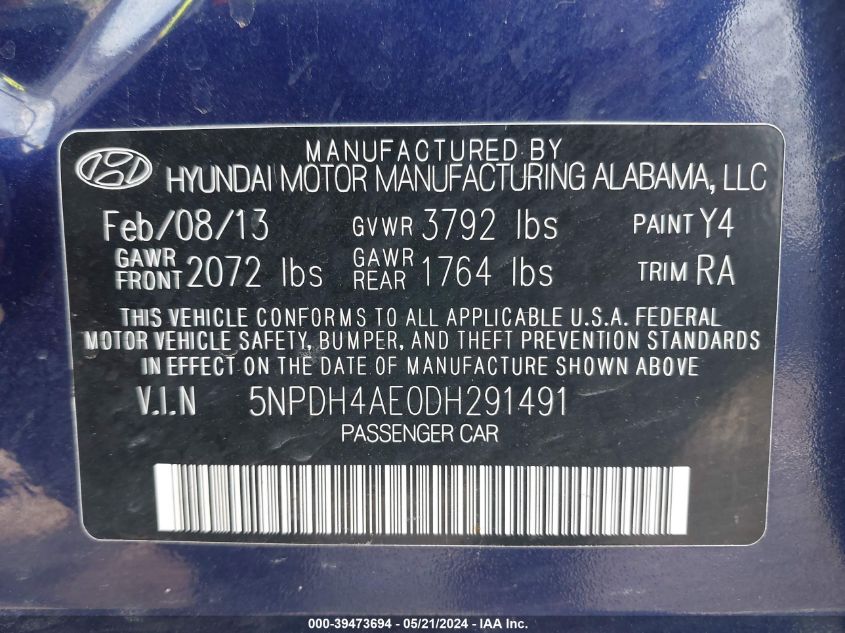 MANUFACTURED BY
HYUNDAI MOTOR MANUFACTURING ALABAMA, LLC
Feb/08/13 GVWR 3792 lbs PAINT Y4
GAWR FRONT 2072 lbs GAWR REAR 1764 lbs TRIM RA
THIS VEHICLE CONFORMS TO ALL APPLICABLE U.S.A. FEDERAL
MOTOR VEHICLE SAFETY, BUMPER, AND THEFT PREVENTION STANDARDS
IN EFFECT ON THE DATE OF MANUFACTURE SHOWN ABOVE
V.I.N 5NPDH4AE0DH291491
PASSENGER CAR
000-39473694 - 05/21/2024 - IAA Inc.